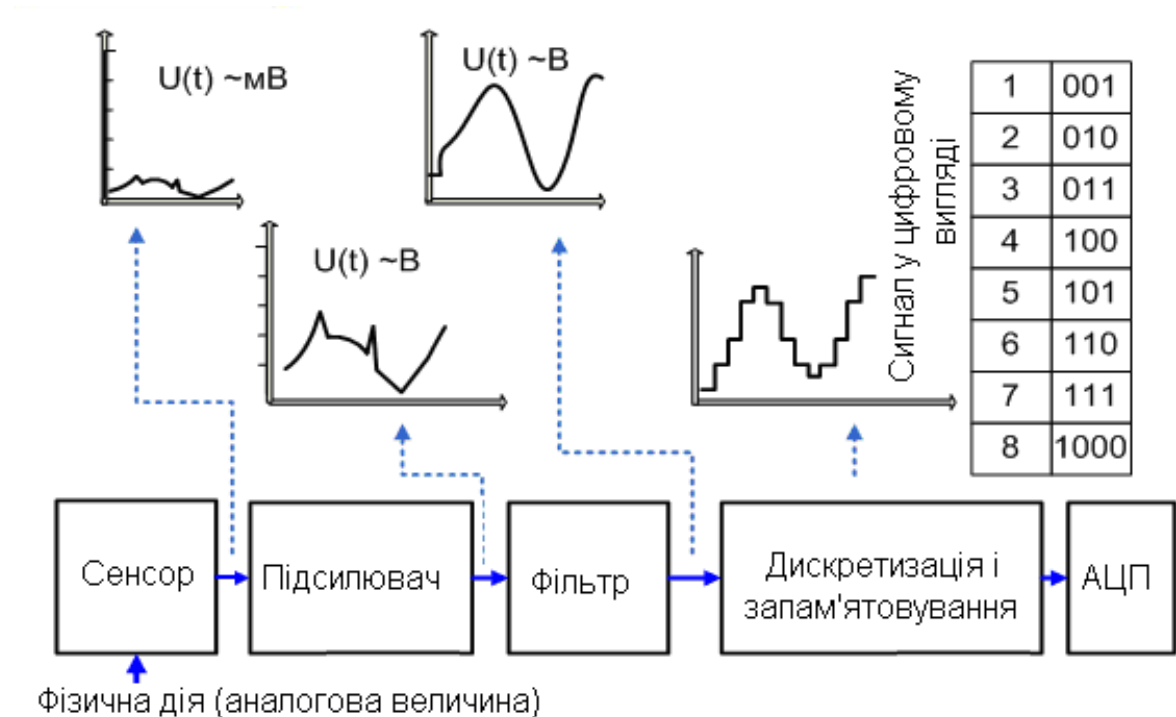 U(t) ~мВ
U(t) ~В
U(t) ~В
Сигнал у цифровому
вигляді
1 001
2 010
3 011
4 100
5 101
6 110
7 111
8 1000
Сенсор
Підсилювач
Фільтр
Дискретизація і
запам'ятовування
АЦП
Фізична дія (аналогова величина)